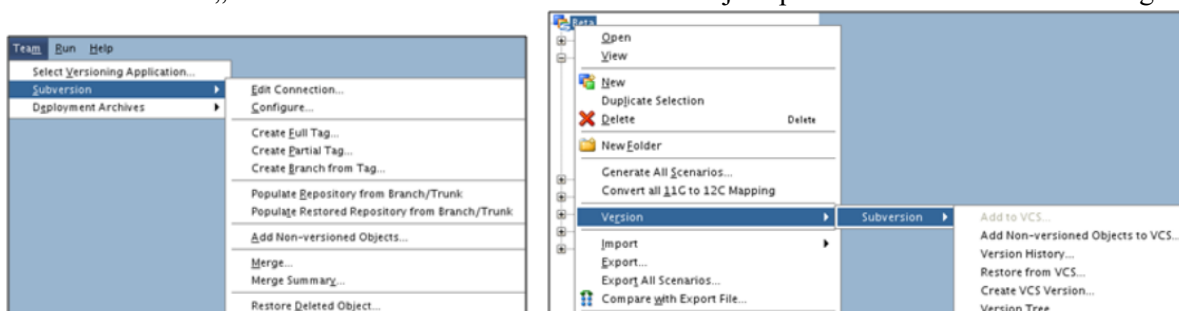 Team Run Help
Select Versioning Application...
Subversion
Deployment Archives
Edit Connection...
Configure...
Create Full Tag...
Create Partial Tag...
Create Branch from Tag...
Populate Repository from Branch/Trunk
Populate Restored Repository from Branch/Trunk
Add Non-versioned Objects...
Merge...
Merge Summary...
Restore Deleted Object...
Beta
Open
View
New
Duplicate Selection
Delete Delete
New Folder
Generate All Scenarios...
Convert all 11G to 12C Mapping
Version
Import
Export...
Export All Scenarios...
Compare with Export File...
Subversion
Add to VCS...
Add Non-versioned Objects to VCS...
Version History...
Restore from VCS...
Create VCS Version...
Version Tree